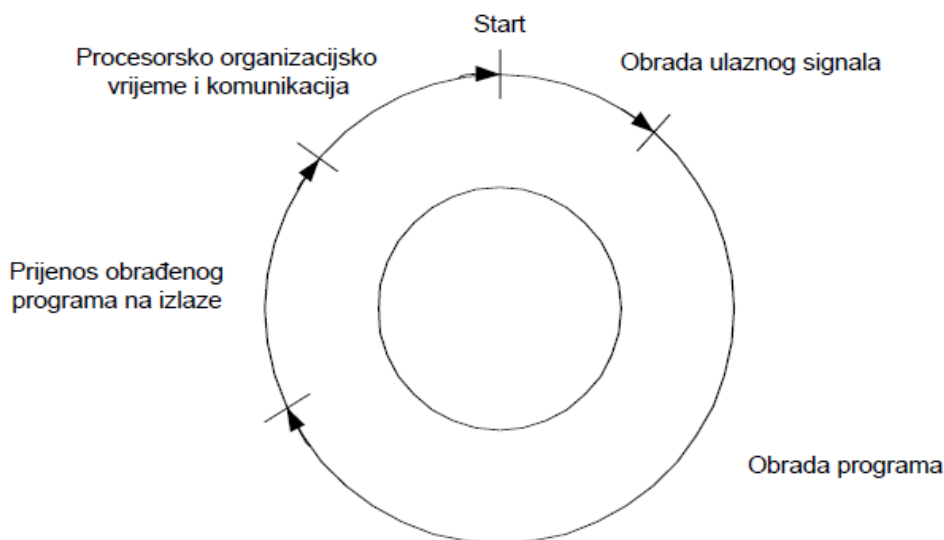 Start
Procesorsko organizacijsko
vrijeme i komunikacija
Obrada ulaznog signala
Prijenos obrađenog
programa na izlaze
Obrada programa